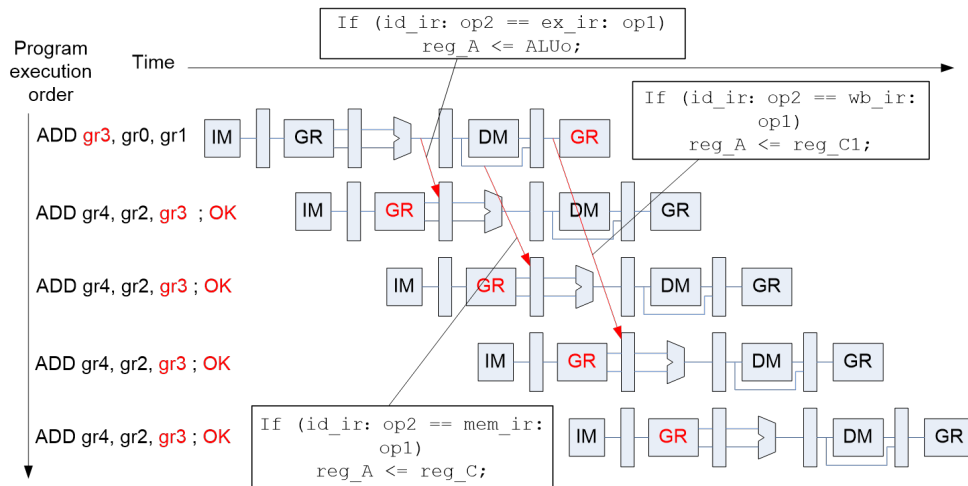 If (id_ir: op2 == ex_ir: op1)
reg_A <= ALUo;
Program
execution
order
Time
If (id_ir: op2 == wb_ir:
op1)
reg_A <= reg_C1;
ADD gr3, gr0, gr1
IM
GR
DM
GR
ADD gr4, gr2, gr3 ; OK
IM
GR
DM
GR
ADD gr4, gr2, gr3 ; OK
IM
GR
DM
GR
ADD gr4, gr2, gr3 ; OK
IM
GR
DM
GR
If (id_ir: op2 == mem_ir:
op1)
reg_A <= reg_C;
ADD gr4, gr2, gr3 ; OK
IM
GR
DM
GR